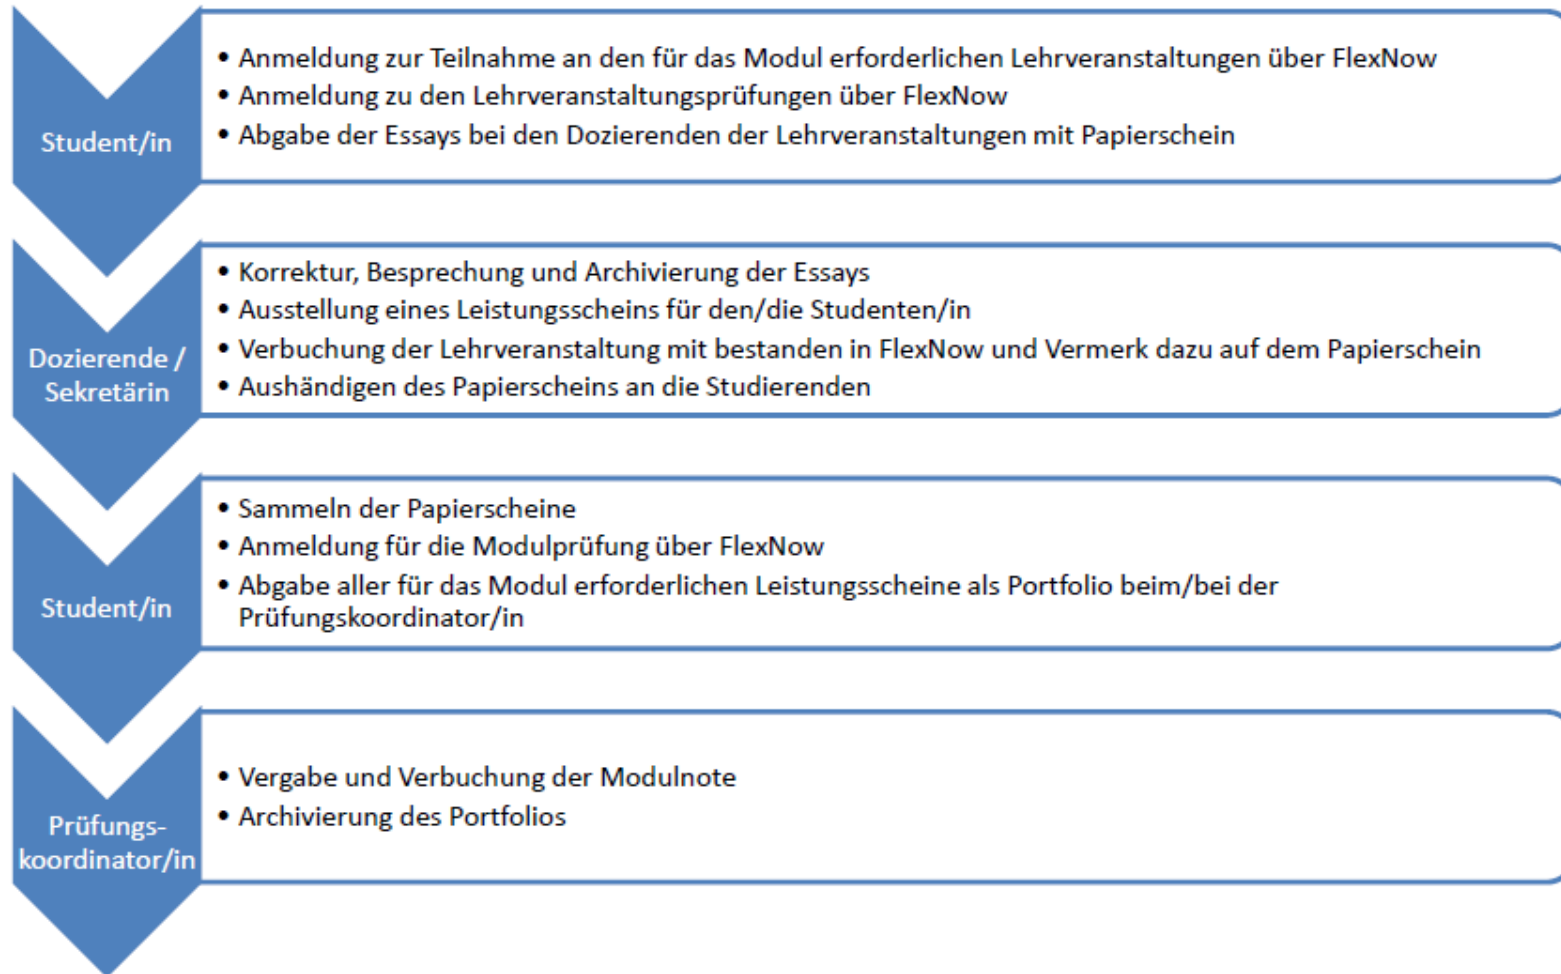 Student/in
• Anmeldung zur Teilnahme an den für das Modul erforderlichen Lehrveranstaltungen über FlexNow
• Anmeldung zu den Lehrveranstaltungsprüfungen über FlexNow
• Abgabe der Essays bei den Dozierenden der Lehrveranstaltungen mit Papierschein
Dozierende /
Sekretärin
• Korrektur, Besprechung und Archivierung der Essays
• Ausstellung eines Leistungsscheins für den/die Studenten/in
• Verbuchung der Lehrveranstaltung mit bestanden in FlexNow und Vermerk dazu auf dem Papierschein
• Aushändigen des Papierscheins an die Studierenden
Student/in
• Sammeln der Papierscheine
• Anmeldung für die Modulprüfung über FlexNow
• Abgabe aller für das Modul erforderlichen Leistungsscheine als Portfolio beim/bei der
Prüfungskoordinator/in
Prüfungs-
koordinator/in
• Vergabe und Verbuchung der Modulnote
• Archivierung des Portfolios